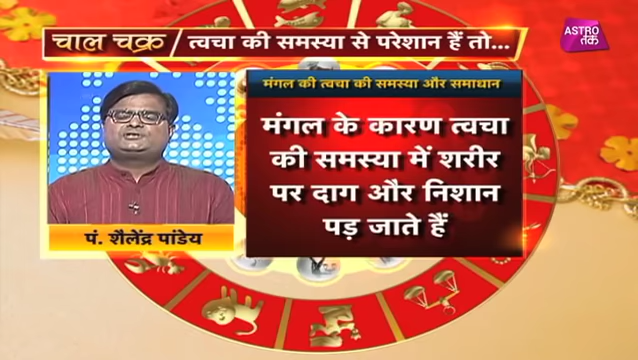 चाल चक्र त्वचा की समस्या से परेशान हैं तो...
ASTRO
तक
मंगल की त्वचा की समस्या और समाधान
मंगल के कारण त्वचा
की समस्या में शरीर
पर दाग और निशान
पड़ जाते हैं
पं. शैलेंद्र पांडेय